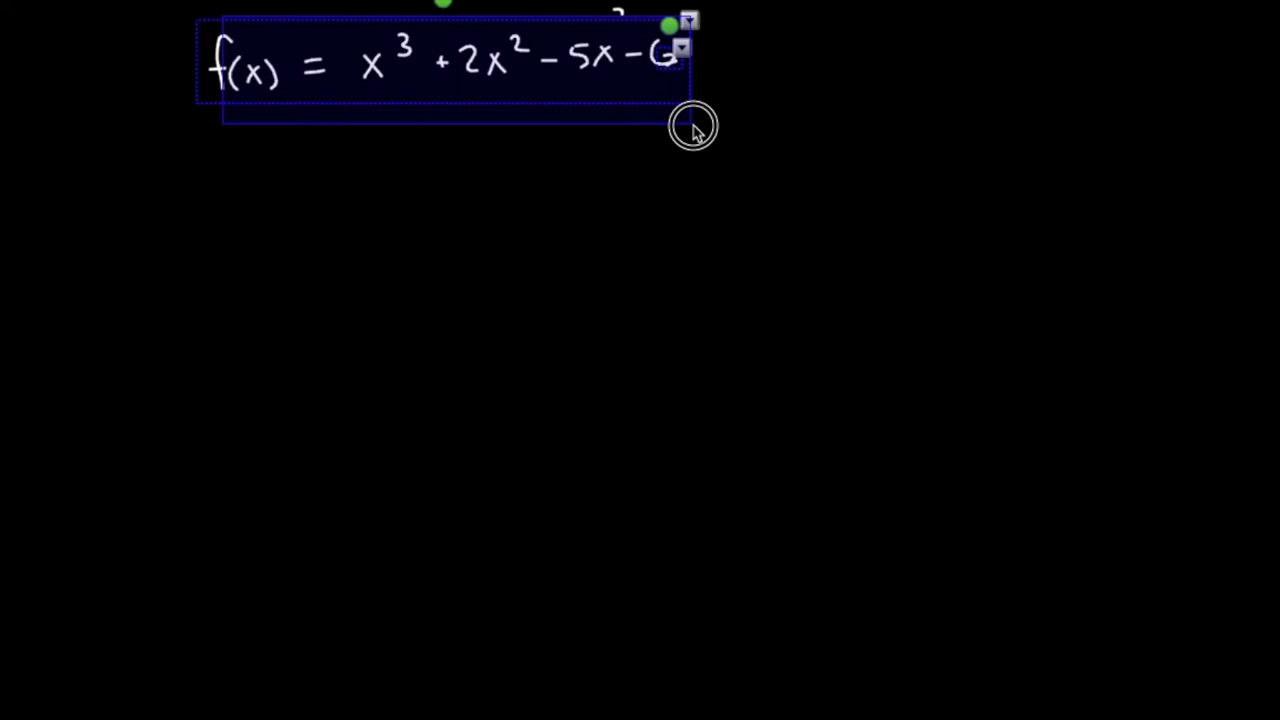 f(x) = x³ + 2x² - 5x - 6